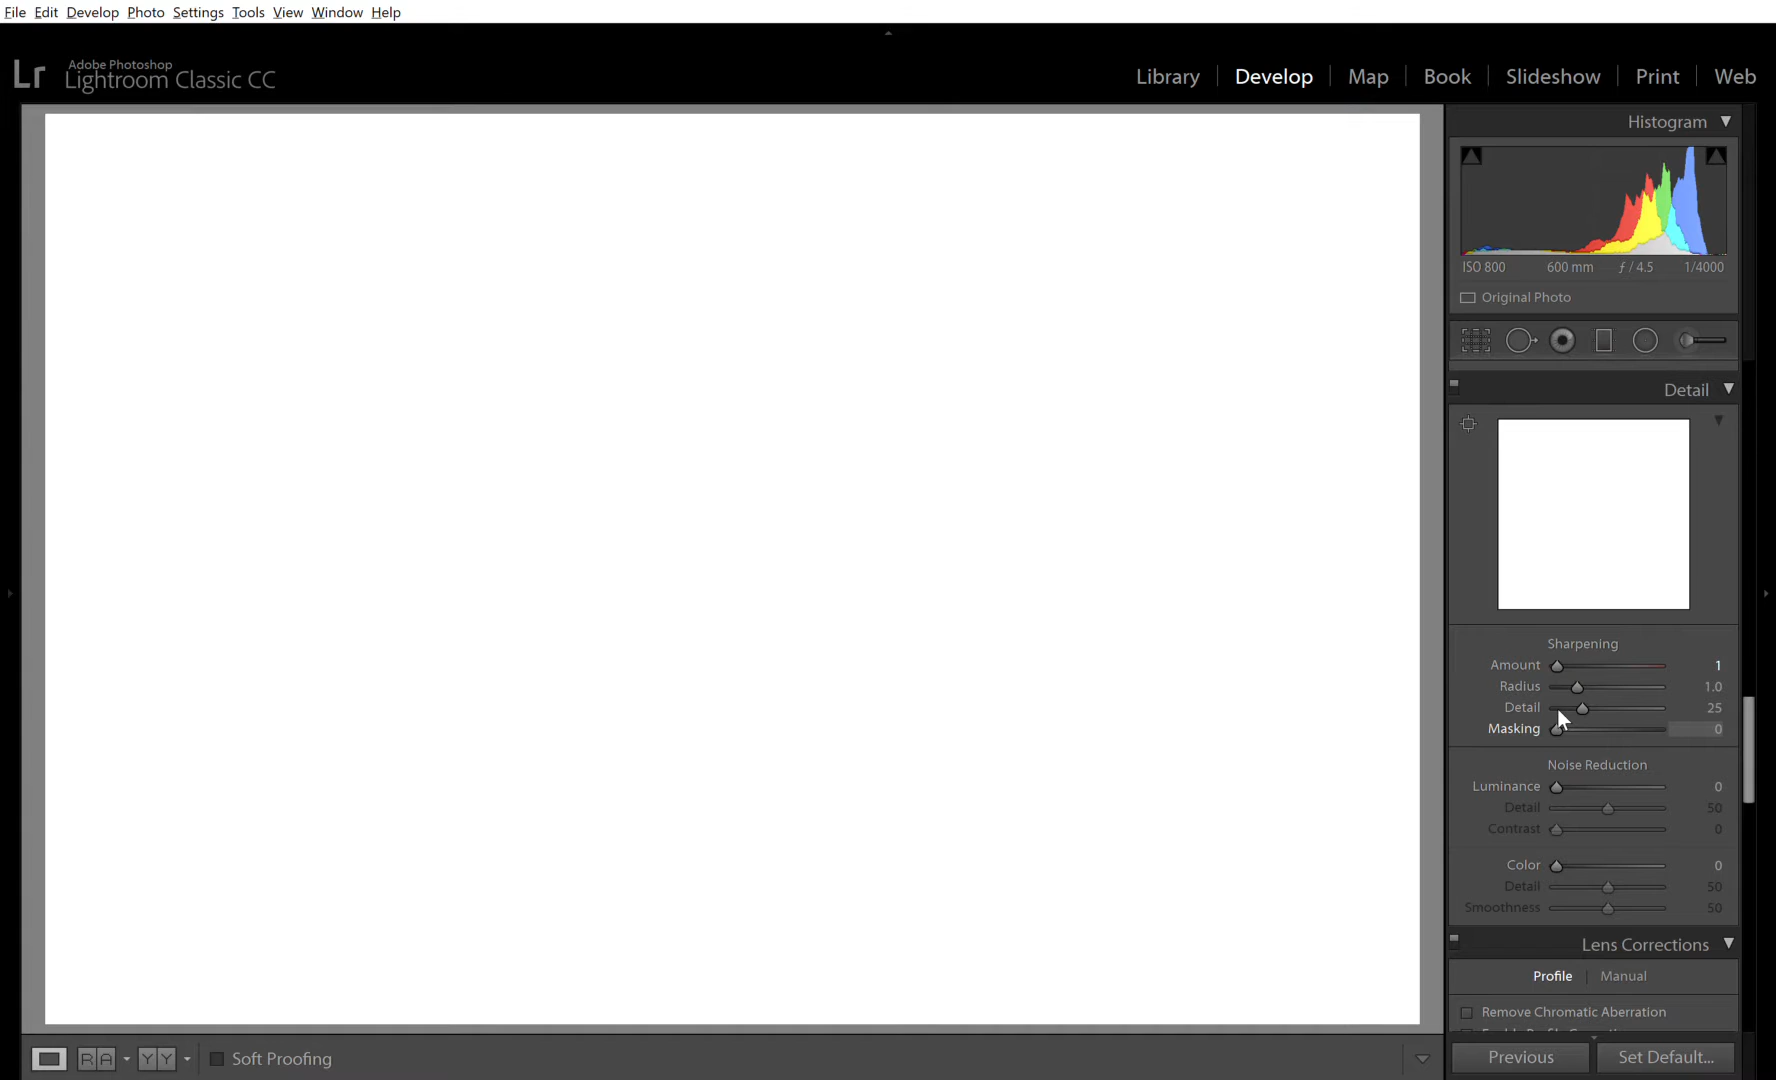 File Edit Develop Photo Settings Tools View Window Help
Lr Adobe Photoshop
Lightroom Classic CC
Library Develop Map Book Slideshow Print Web
Histogram
ISO 800 600 mm ƒ / 4.5 1/4000
Original Photo
Detail
Sharpening
Amount 1
Radius 1.0
Detail 25
Masking 0
Noise Reduction
Luminance 0
Detail 50
Contrast 0
Color 0
Detail 50
Smoothness 50
Lens Corrections
Profile Manual
Remove Chromatic Aberration
Previous Set Default...
R A Y Y Soft Proofing